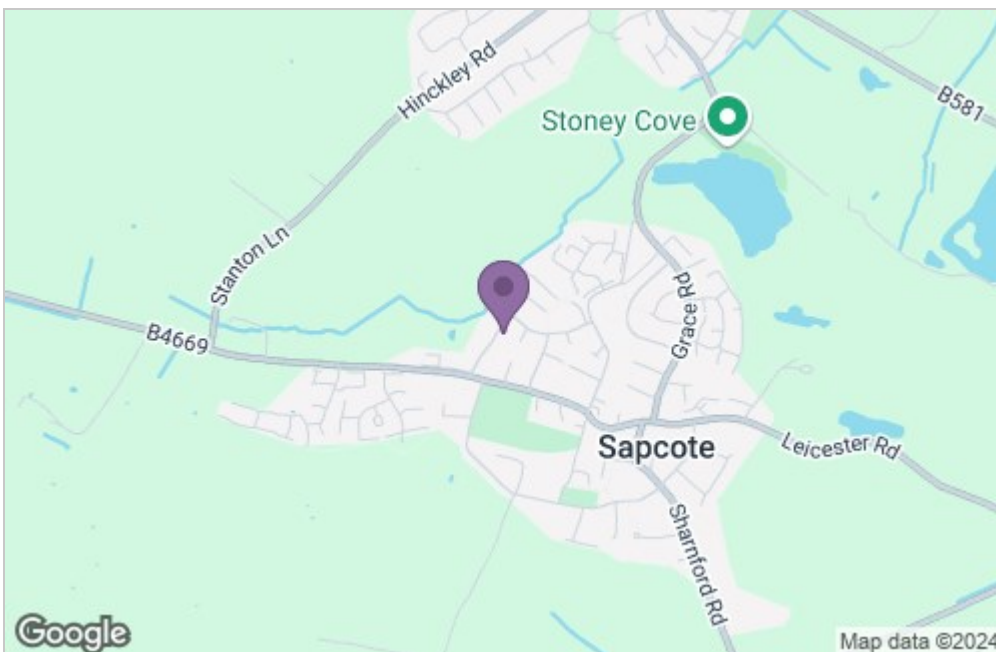 Hinckley Rd
B581
Stoney Cove
Stanton Ln
Grace Rd
B4669
Sapcote
Leicester Rd
Sharnford Rd
Google
Map data ©2024